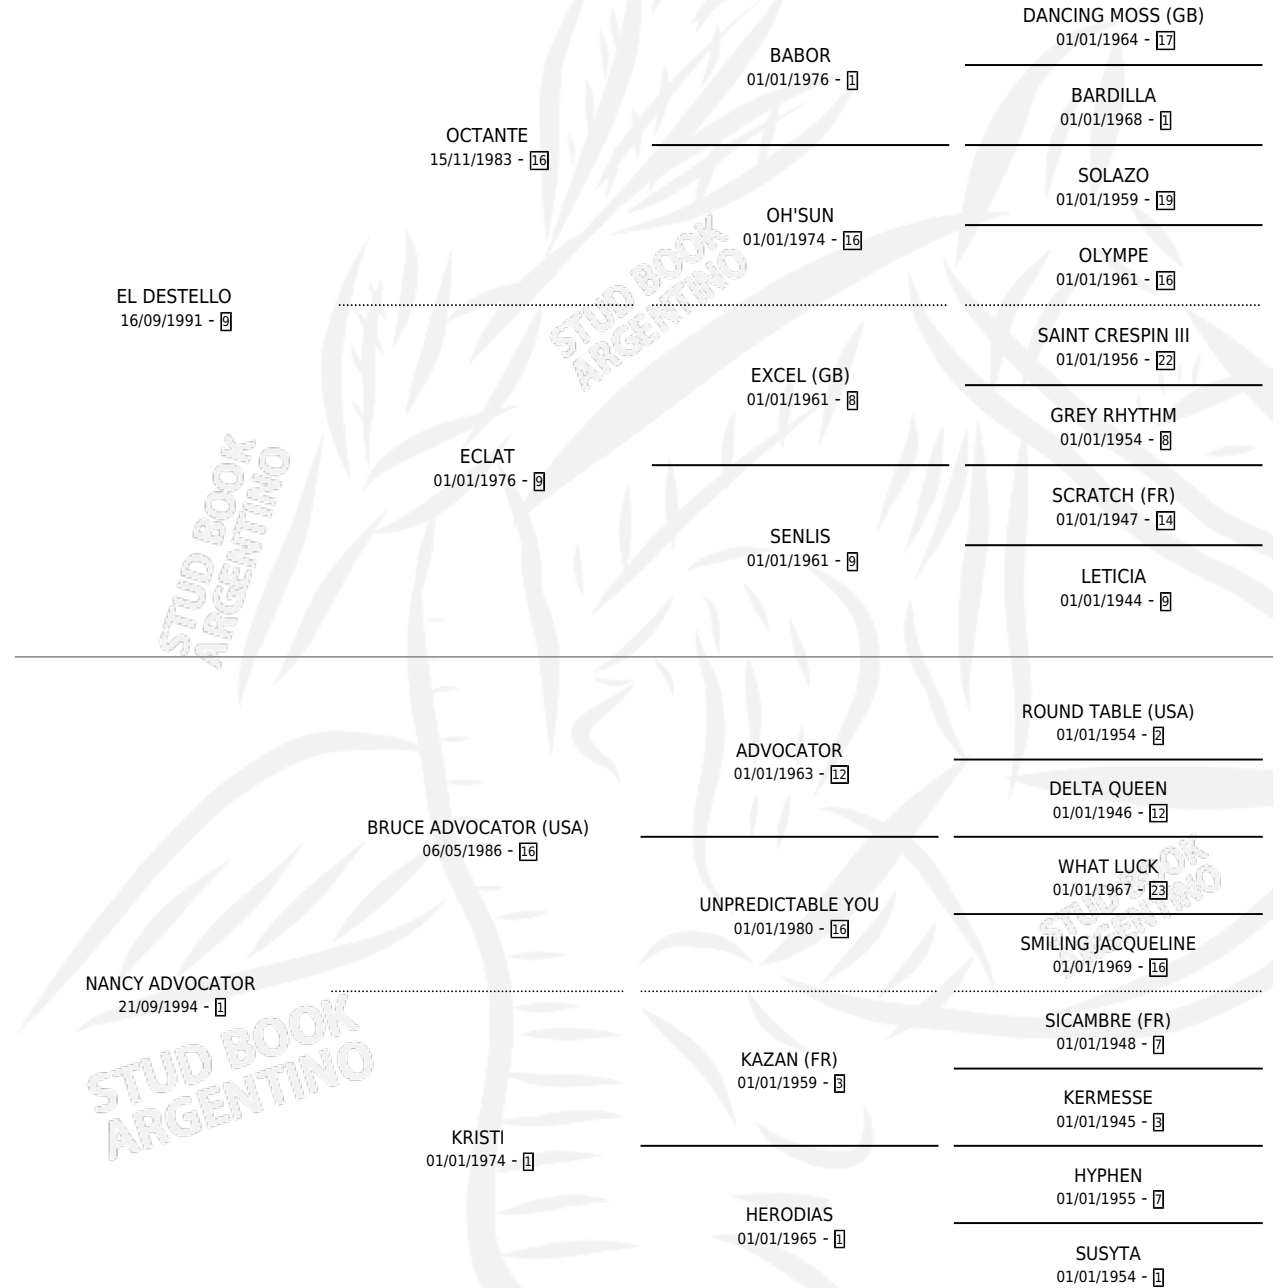 DANCING MOSS (GB)
01/01/1964 - 17
BABOR
01/01/1976 - 1
BARDILLA
01/01/1968 - 1
OCTANTE
15/11/1983 - 16
SOLAZO
01/01/1959 - 19
OH'SUN
01/01/1974 - 16
OLYMPE
01/01/1961 - 16
EL DESTELLO
16/09/1991 - 9
STUD BOOK
ARGENTINO
SAINT CRESPIN III
01/01/1956 - 22
EXCEL (GB)
01/01/1961 - 8
GREY RHYTHM
01/01/1954 - 8
ECLAT
01/01/1976 - 9
SCRATCH (FR)
01/01/1947 - 14
SENLIS
01/01/1961 - 9
LETICIA
01/01/1944 - 9
STUD BOOK
ARGENTINO
ROUND TABLE (USA)
01/01/1954 - 2
ADVOCATOR
01/01/1963 - 12
DELTA QUEEN
01/01/1946 - 12
BRUCE ADVOCATOR (USA)
06/05/1986 - 16
WHAT LUCK
01/01/1967 - 23
UNPREDICTABLE YOU
01/01/1980 - 16
SMILING JACQUELINE
01/01/1969 - 16
STUD BOOK
ARGENTINO
NANCY ADVOCATOR
21/09/1994 - 1
STUD BOOK
ARGENTINO
SICAMBRE (FR)
01/01/1948 - 7
KAZAN (FR)
01/01/1959 - 3
KERMESSE
01/01/1945 - 3
KRISTI
01/01/1974 - 1
HYPHEN
01/01/1955 - 7
HERODIAS
01/01/1965 - 1
SUSYTA
01/01/1954 - 1